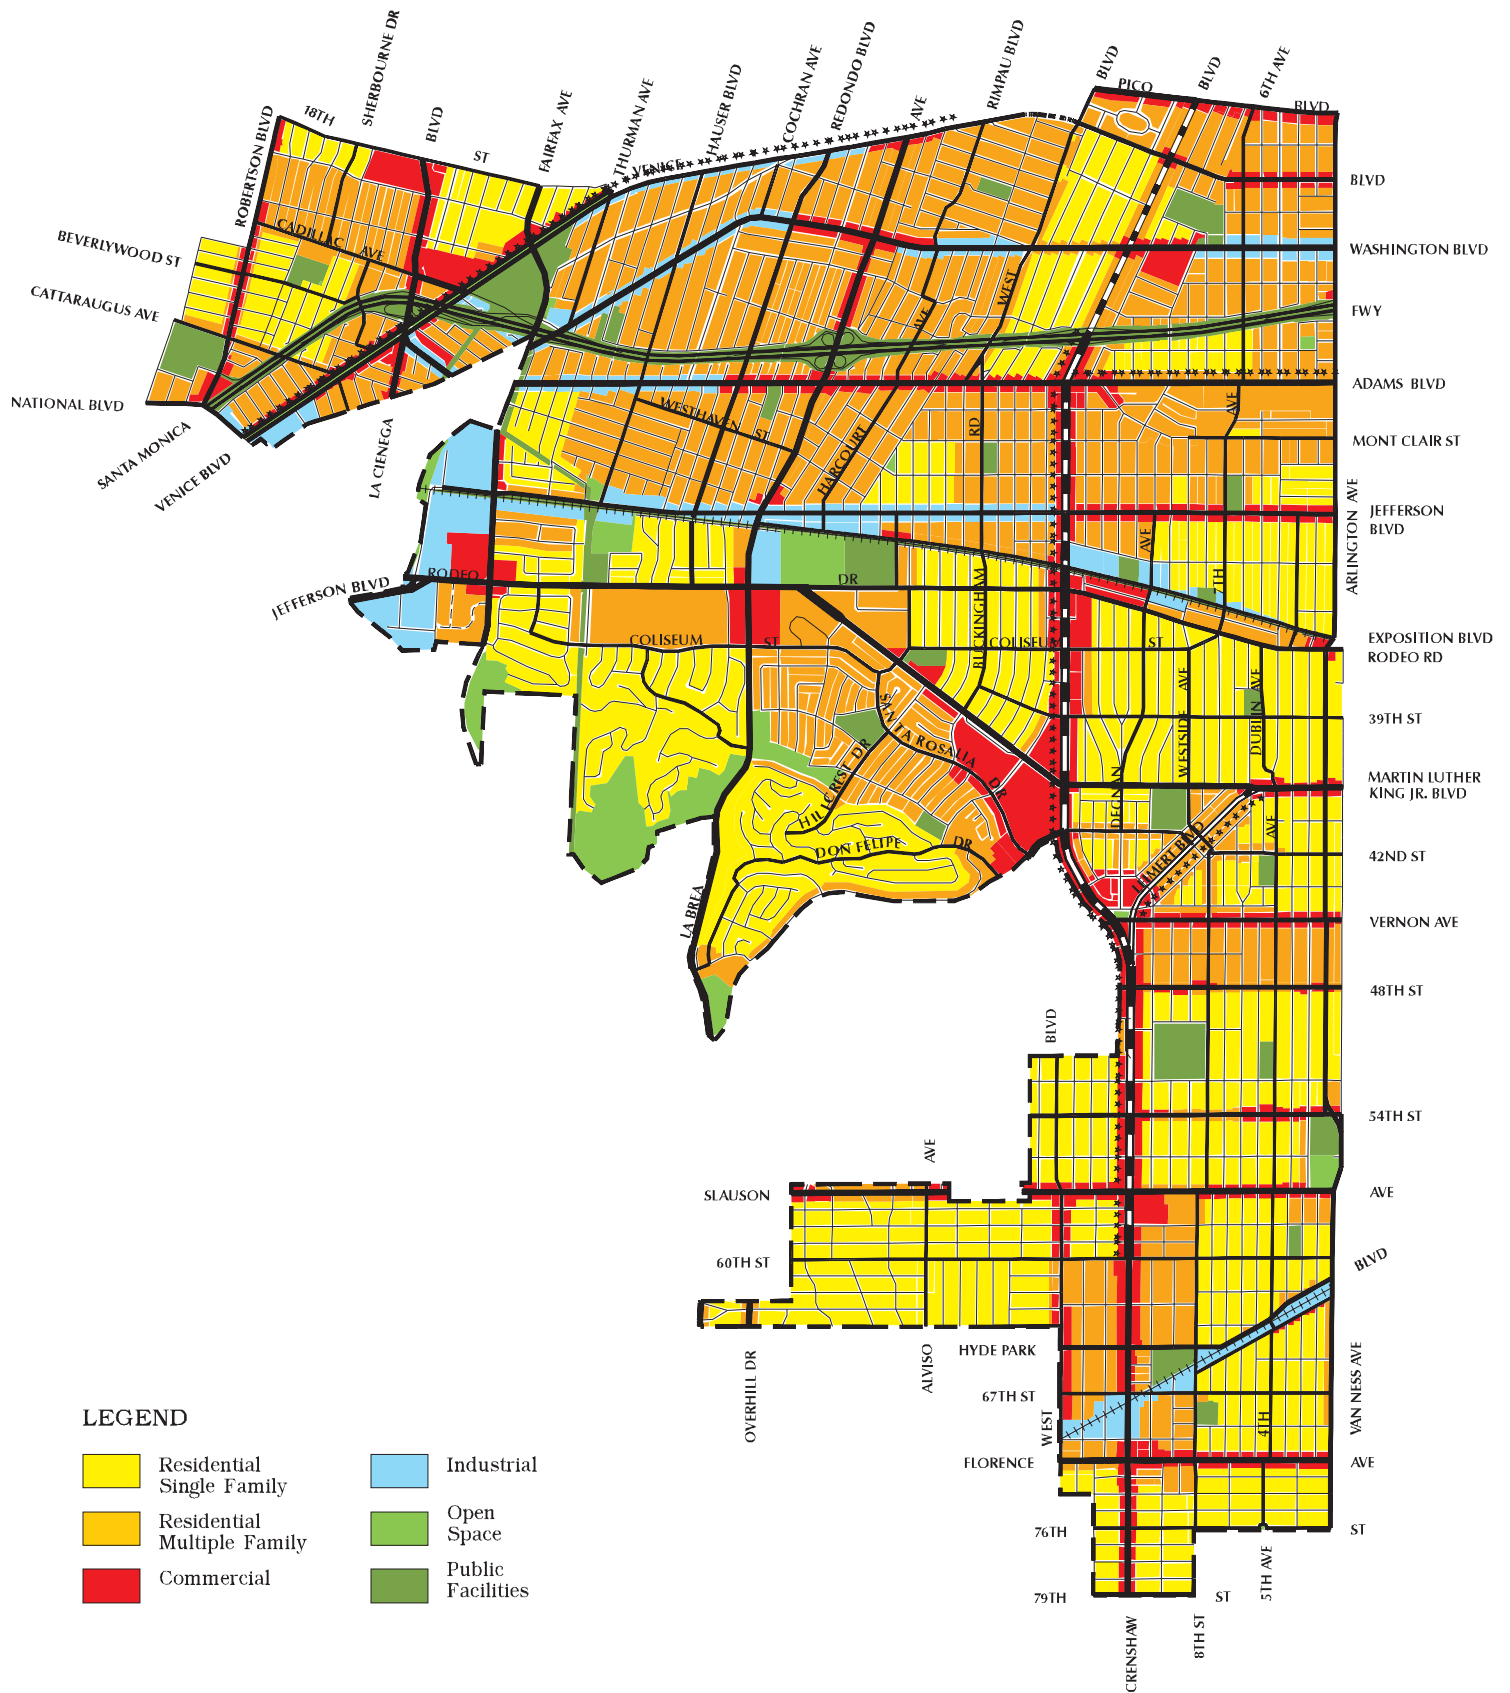 ROBERTSON BLVD
18TH
SHERBOURNE DR
BLVD
ST
FAIRFAX AVE
THURMAN AVE
VENICE
HAUSER BLVD
COCHRAN AVE
REDONDO BLVD
AVE
RIMPAU BLVD
BLVD
PICO
BLVD
6TH AVE
BLVD
BLVD
WASHINGTON BLVD
FWY
ADAMS BLVD
MONT CLAIR ST
JEFFERSON
BLVD
ARLINGTON AVE
EXPOSITION BLVD
RODEO RD
39TH ST
MARTIN LUTHER
KING JR. BLVD
42ND ST
VERNON AVE
48TH ST
54TH ST
AVE
BLVD
VAN NESS AVE
AVE
ST
BEVERLYWOOD ST
CATTARAUGUS AVE
NATIONAL BLVD
SANTA MONICA
VENICE BLVD
LA CIENEGA
CADILLAC AVE
WEST
AVE
WESTHAVEN ST
HARCOURT
RD
AVE
AVE
7TH
JEFFERSON BLVD
RODEO
DR
COLISEUM
ST
BUCKINGHAM
COLISEUM
ST
SANTA ROSALIA
DR
HILLCREST DR
DON FELIPE
DR
LA BREA
DEGNAN
WESTSIDE AVE
DUBLIN AVE
LEIMERT BLVD
AVE
BLVD
AVE
SLAUSON
60TH ST
OVERHILL DR
ALVISO
HYDE PARK
67TH ST
WEST
4TH
FLORENCE
76TH
79TH
ST
5TH AVE
8TH ST
CRENSHAW
LEGEND
Residential
Single Family
Residential
Multiple Family
Commercial
Industrial
Open
Space
Public
Facilities